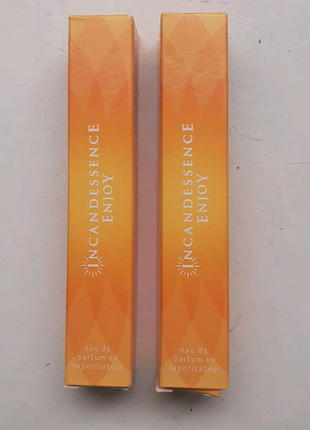 INCANDESSENCE
ENJOY
eau de
parfum en
vaporisateur
INCANDESSENCE
ENJOY
eau de
parfum en
vaporisateur